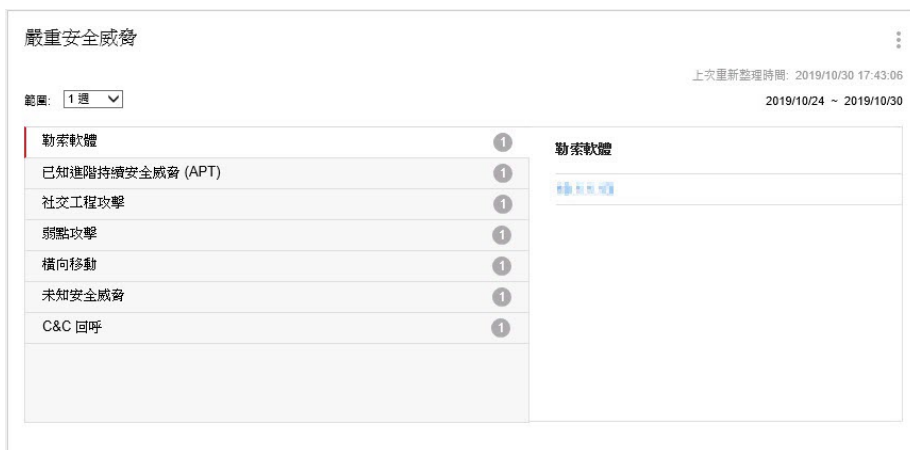 嚴重安全威脅
上次重新整理時間: 2019/10/30 17:43:06
範圍: 1 週
2019/10/24 ~ 2019/10/30
勒索軟體 1
已知進階持續安全威脅 (APT) 1
社交工程攻擊 1
弱點攻擊 1
橫向移動 1
未知安全威脅 1
C&C 回呼 1
勒索軟體